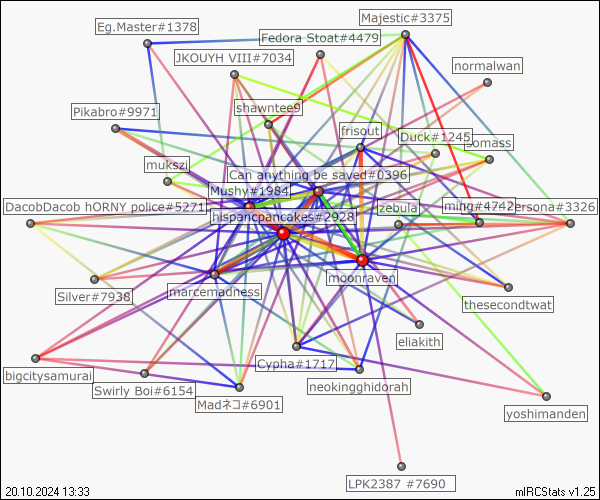 Majestic#3375
Eg.Master#1378
Fedora Stoat#4479
JKOUYH VIII#7034
normalwan
shawntee9
Pikabro#9971
frisout
Duck#1245
somass
mukszi
Can anything be saved#0396
Mushy#1984
DacobDacob hORNY police#5271
zebula
ming#4742
ersona#3326
hispancpancakes#2928
moonraven
marcemadness
Silver#7938
thesecondtwat
eliakith
Cypha#1717
bigcitysamurai
neokingghidorah
Swirly Boi#6154
Madネコ#6901
yoshimanden
LPK2387 #7690
20.10.2024 13:33
mIRCStats v1.25